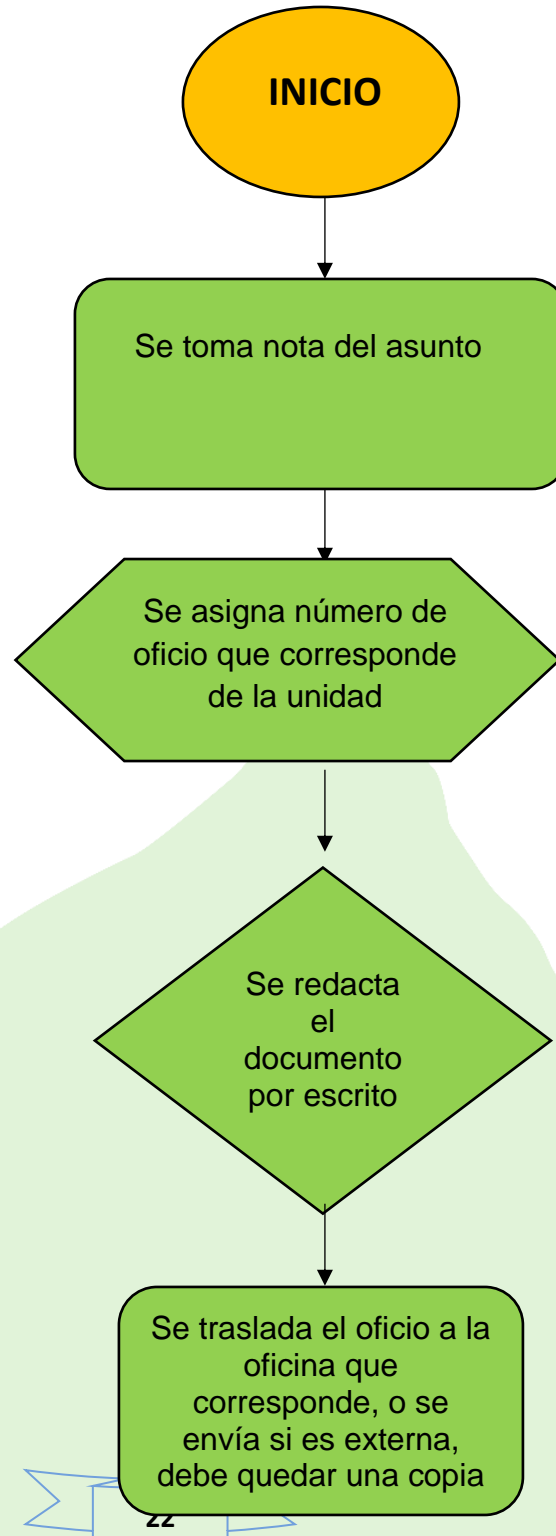 INICIO
Se toma nota del asunto
Se asigna número de
oficio que corresponde
de la unidad
Se redacta
el
documento
por escrito
Se traslada el oficio a la
oficina que
corresponde, o se
envía si es externa,
debe quedar una copia
22